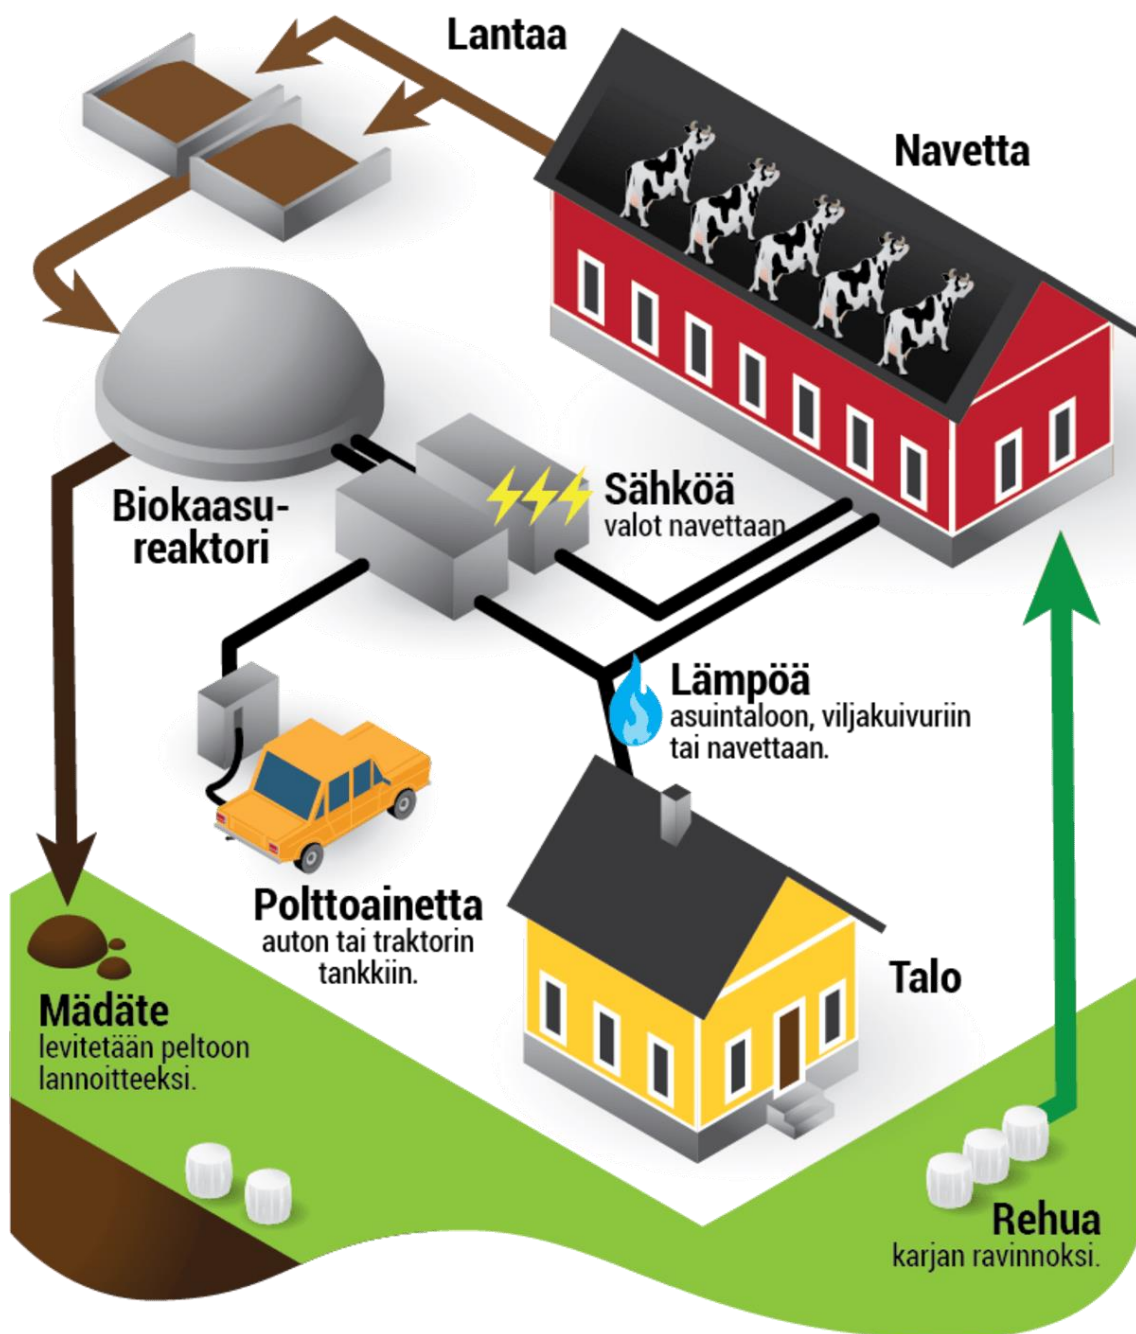 Lantaa
Navetta
Biokaasu-
reaktori
Sähköä
valot navettaan
Lämpöä
asuintaloon, viljakuivuriin
tai navettaan.
Polttoainetta
auton tai traktorin
tankkiin.
Talo
Mädäte
levitetään peltoon
lannoitteeksi.
Rehua
karjan ravinnoksi.